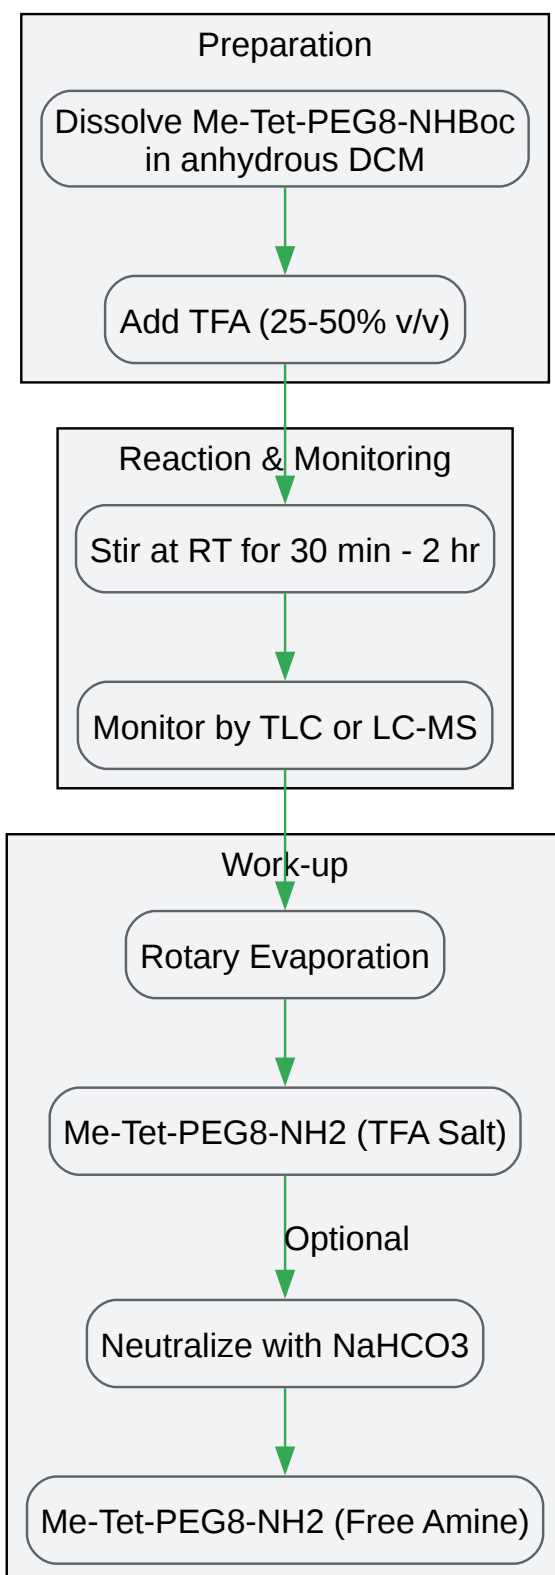 Preparation
Dissolve Me-Tet-PEG8-NHBoc
in anhydrous DCM
Add TFA (25-50% v/v)
Reaction & Monitoring
Stir at RT for 30 min - 2 hr
Monitor by TLC or LC-MS
Work-up
Rotary Evaporation
Me-Tet-PEG8-NH2 (TFA Salt)
Optional
Neutralize with NaHCO3
Me-Tet-PEG8-NH2 (Free Amine)